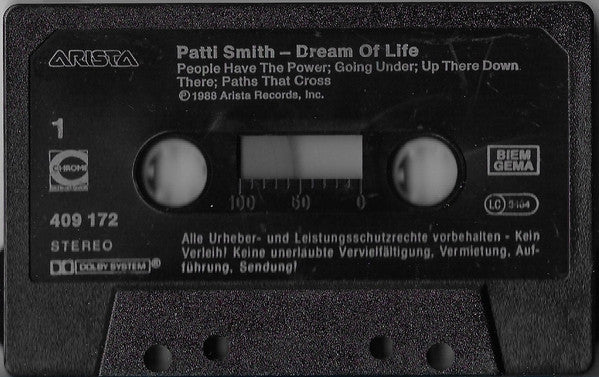 ARISTA
Patti Smith – Dream Of Life
People Have The Power; Going Under; Up There Down
There; Paths That Cross
℗1988 Arista Records, Inc.
1
CHROME
BIEM
GEMA
100 50 0
LC
409 172
STEREO
DOLBY SYSTEM®
Alle Urheber- und Leistungsschutzrechte vorbehalten - Kein
Verleih! Keine unerlaubte Vervielfältigung, Vermietung, Auf-
führung, Sendung!